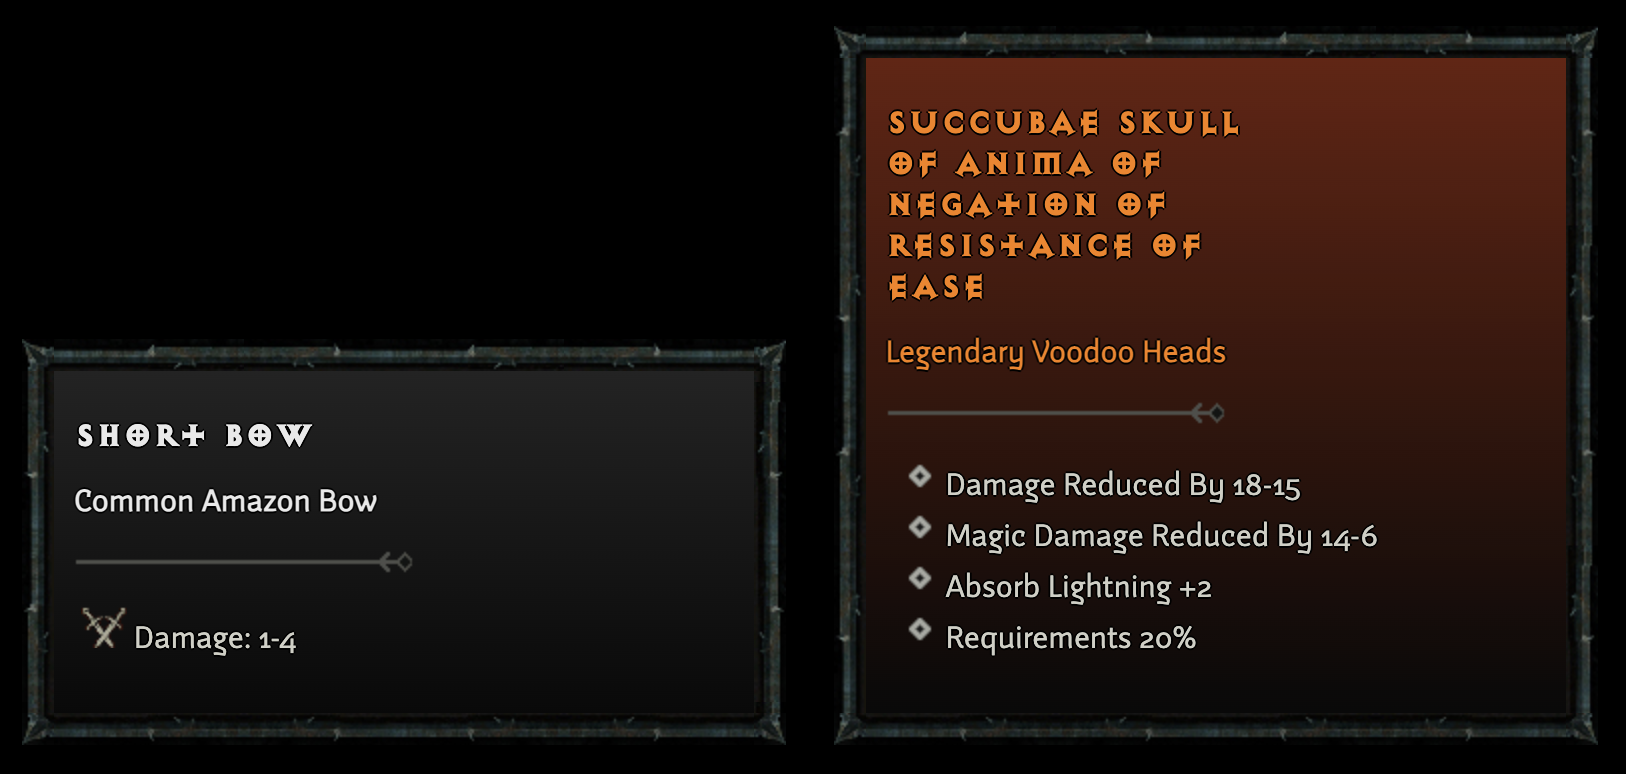 SHORT BOW
Common Amazon Bow
Damage: 1-4
SUCCUBAE SKULL
OF ANIMA OF
NEGATION OF
RESISTANCE OF
EASE
Legendary Voodoo Heads
Damage Reduced By 18-15
Magic Damage Reduced By 14-6
Absorb Lightning +2
Requirements 20%